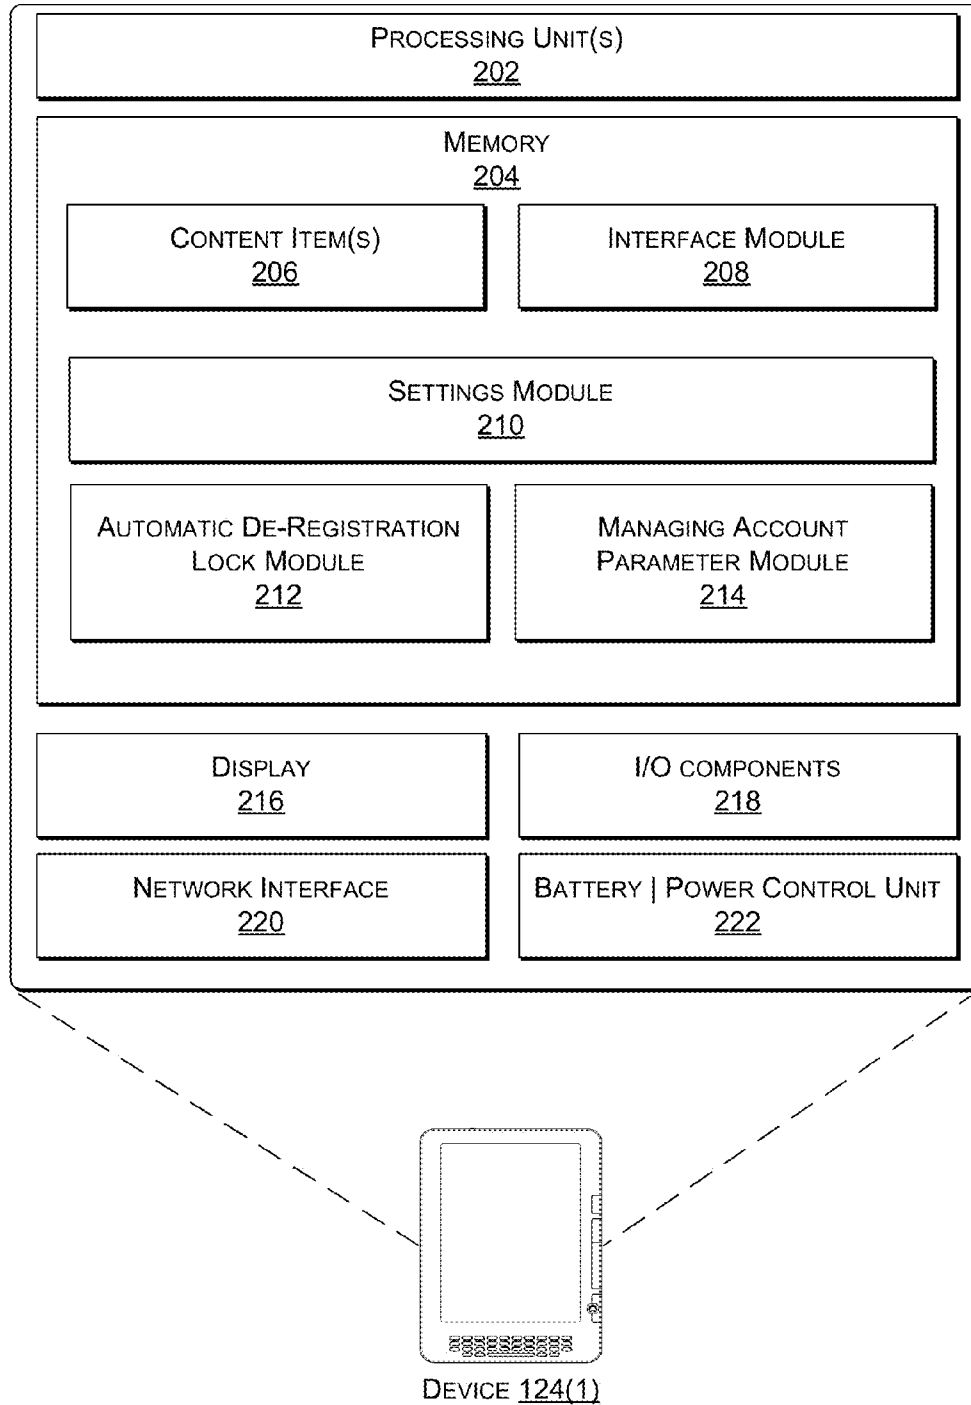 PROCESSING UNIT(S)
202
MEMORY
204
CONTENT ITEM(S)
206
INTERFACE MODULE
208
SETTINGS MODULE
210
AUTOMATIC DE-REGISTRATION
LOCK MODULE
212
MANAGING ACCOUNT
PARAMETER MODULE
214
DISPLAY
216
I/O COMPONENTS
218
NETWORK INTERFACE
220
BATTERY | POWER CONTROL UNIT
222
DEVICE 124(1)